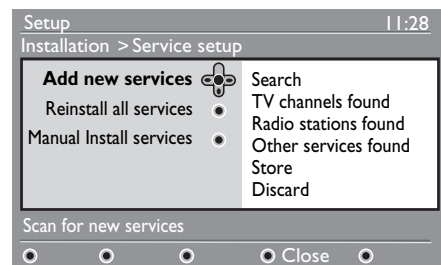 Setup 11:28
Installation > Service setup
Add new services
Reinstall all services
Manual Install services
Search
TV channels found
Radio stations found
Other services found
Store
Discard
Scan for new services
Close